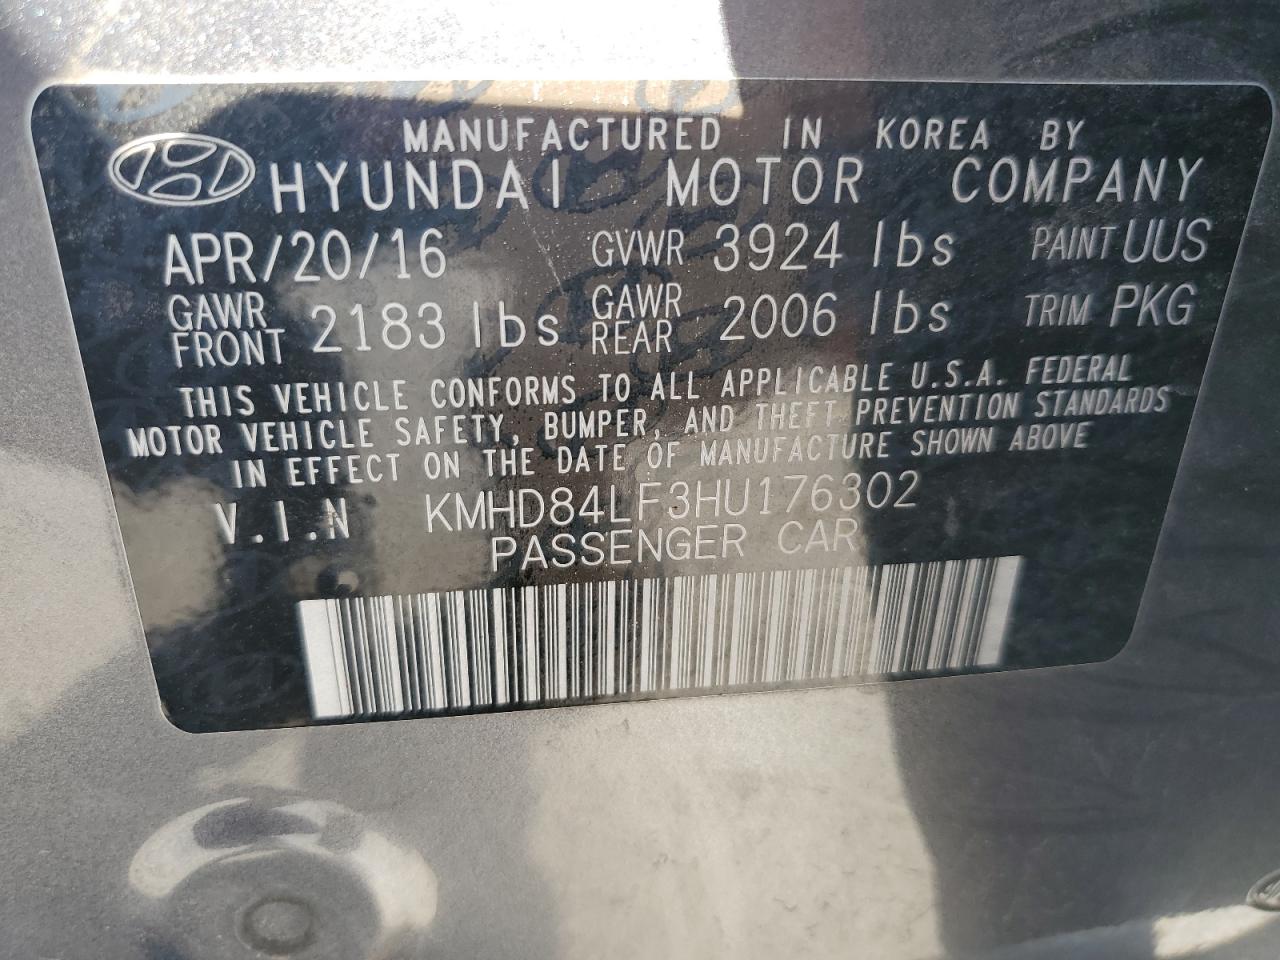 MANUFACTURED IN KOREA BY
HYUNDAI MOTOR COMPANY
APR/20/16 GVWR 3924 lbs PAINT UUS
GAWR FRONT 2183 lbs GAWR REAR 2006 lbs TRIM PKG
THIS VEHICLE CONFORMS TO ALL APPLICABLE U.S.A. FEDERAL
MOTOR VEHICLE SAFETY, BUMPER, AND THEFT PREVENTION STANDARDS
IN EFFECT ON THE DATE OF MANUFACTURE SHOWN ABOVE
V.I.N KMHD84LF3HU176302
PASSENGER CAR